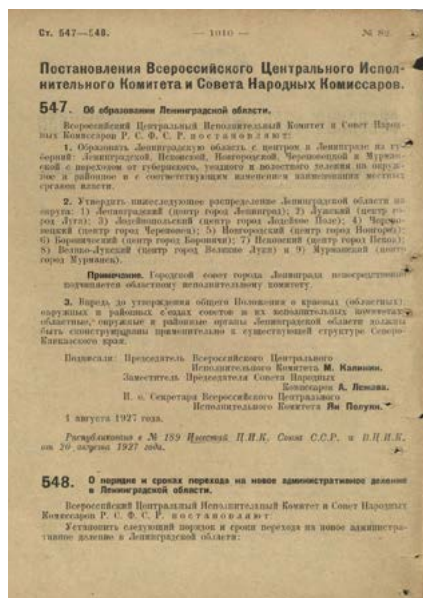 Ст. 547—548.
— 1010 —
№ 82
Постановления Всероссийского Центрального Испол-
нительного Комитета и Совета Народных Комиссаров.
547. Об образовании Ленинградской области.
Всероссийский Центральный Исполнительный Комитет и Совет Народ-
ных Комиссаров Р. С. Ф. С. Р. постановляют:
1. Образовать Ленинградскую область с центром в Ленинграде из гу-
берний: Ленинградской, Псковской, Новгородской, Череповецкой и Мурман-
ской с переходом от губернского, уездного и волостного деления на окруж-
ное и районное и с соответствующим изменением наименования местных
органов власти.
2. Утвердить нижеследующее распределение Ленинградской области на
округа: 1) Ленинградский (центр город Ленинград); 2) Лужский (центр го-
род Луга); 3) Лодейнопольский (центр город Лодейное Поле); 4) Черепо-
вецкий (центр город Череповец); 5) Новгородский (центр город Новгород);
6) Боровичский (центр город Боровичи); 7) Псковский (центр город Псков);
8) Велико-Лукский (центр город Великие Луки) и 9) Мурманский (центр
город Мурманск).
Примечание. Городской совет города Ленинграда непосредственно
подчиняется областному исполнительному комитету.
3. Впредь до утверждения общего Положения о краевых (областных)
окружных и районных съездах советов и их исполнительных комитетах
областные, окружные и районные органы Ленинградской области должны
быть сконструированы применительно к существующей структуре Северо-
Кавказского края.
Подписали: Председатель Всероссийского Центрального
Исполнительного Комитета М. Калинин.
Заместитель Председателя Совета Народных
Комиссаров А. Лежава.
И. о. Секретаря Всероссийского Центрального
Исполнительного Комитета Ян Полуян.
1 августа 1927 года.
Распубликовано в № 189 Известий Ц.И.К. Союза С.С.Р. и В.Ц.И.К.
от 20 августа 1927 года.
548. О порядке и сроках перехода на новое административное деление
в Ленинградской области.
Всероссийский Центральный Исполнительный Комитет и Совет Народных
Комиссаров Р. С. Ф. С. Р. постановляют:
Установить следующий порядок и сроки перехода на новое администра-
тивное деление в Ленинградской области: